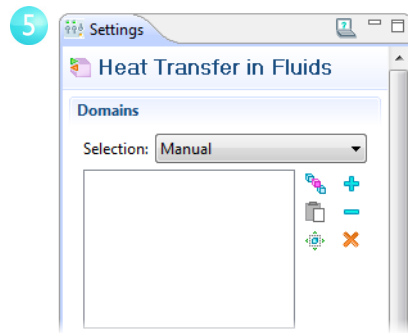 5
Settings
Heat Transfer in Fluids
Domains
Selection: Manual